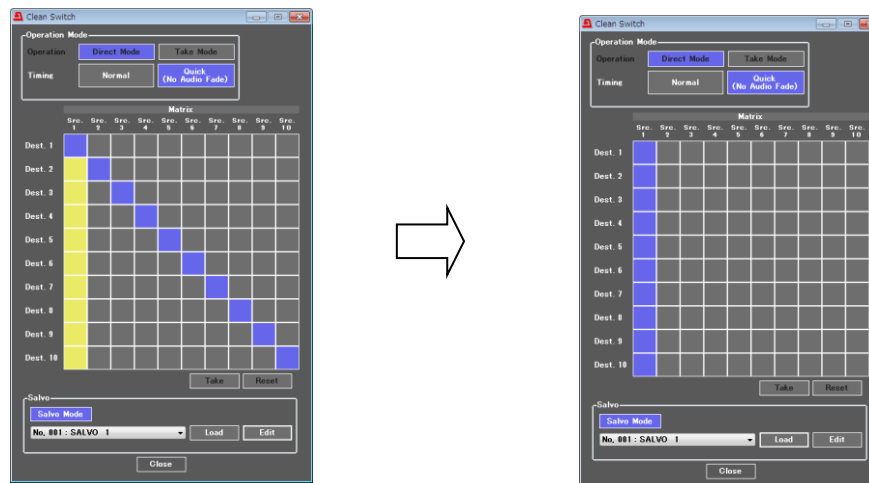 Clean Switch
Operation Mode
Operation Direct Mode Take Mode
Timing Normal Quick (No Audio Fade)
Matrix
Src. 1 Src. 2 Src. 3 Src. 4 Src. 5 Src. 6 Src. 7 Src. 8 Src. 9 Src. 10
Dest. 1
Dest. 2
Dest. 3
Dest. 4
Dest. 5
Dest. 6
Dest. 7
Dest. 8
Dest. 9
Dest. 10
Take Reset
Salvo
Salvo Mode
No. 001 : SALVO 1 Load Edit
Close
Clean Switch
Operation Mode
Operation Direct Mode Take Mode
Timing Normal Quick (No Audio Fade)
Matrix
Src. 1 Src. 2 Src. 3 Src. 4 Src. 5 Src. 6 Src. 7 Src. 8 Src. 9 Src. 10
Dest. 1
Dest. 2
Dest. 3
Dest. 4
Dest. 5
Dest. 6
Dest. 7
Dest. 8
Dest. 9
Dest. 10
Take Reset
Salvo
Salvo Mode
No. 001 : SALVO 1 Load Edit
Close